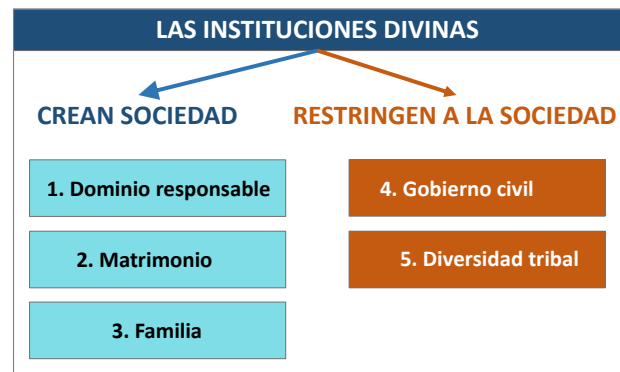 LAS INSTITUCIONES DIVINAS
CREAN SOCIEDAD
RESTRINGEN A LA SOCIEDAD
1. Dominio responsable
4. Gobierno civil
2. Matrimonio
5. Diversidad tribal
3. Familia